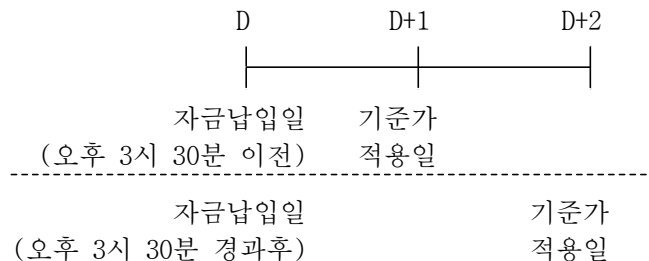 D D+1 D+2
자금납입일 기준가
(오후 3시 30분 이전) 적용일
자금납입일 기준가
(오후 3시 30분 경과후) 적용일